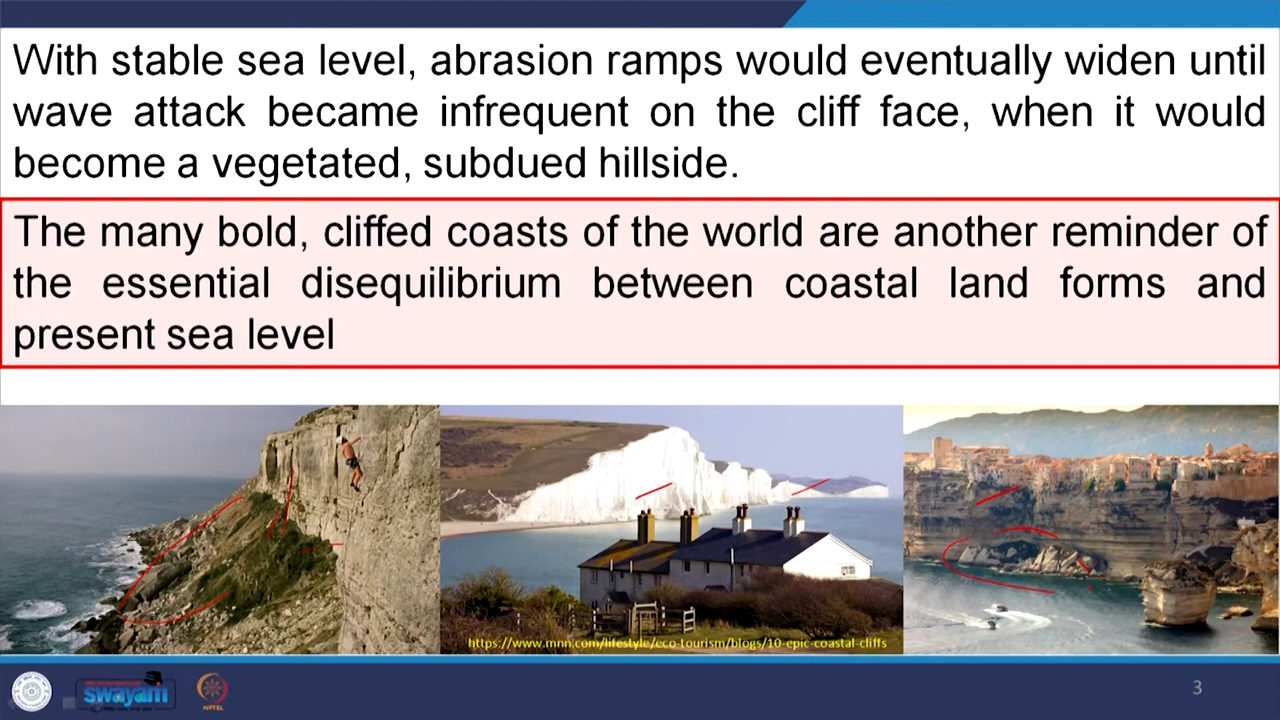 With stable sea level, abrasion ramps would eventually widen until
wave attack became infrequent on the cliff face, when it would
become a vegetated, subdued hillside.
The many bold, cliffed coasts of the world are another reminder of
the essential disequilibrium between coastal land forms and
present sea level
https://www.mnn.com/lifestyle/eco-tourism/blogs/10-epic-coastal-cliffs
swayam
NPTEL
3